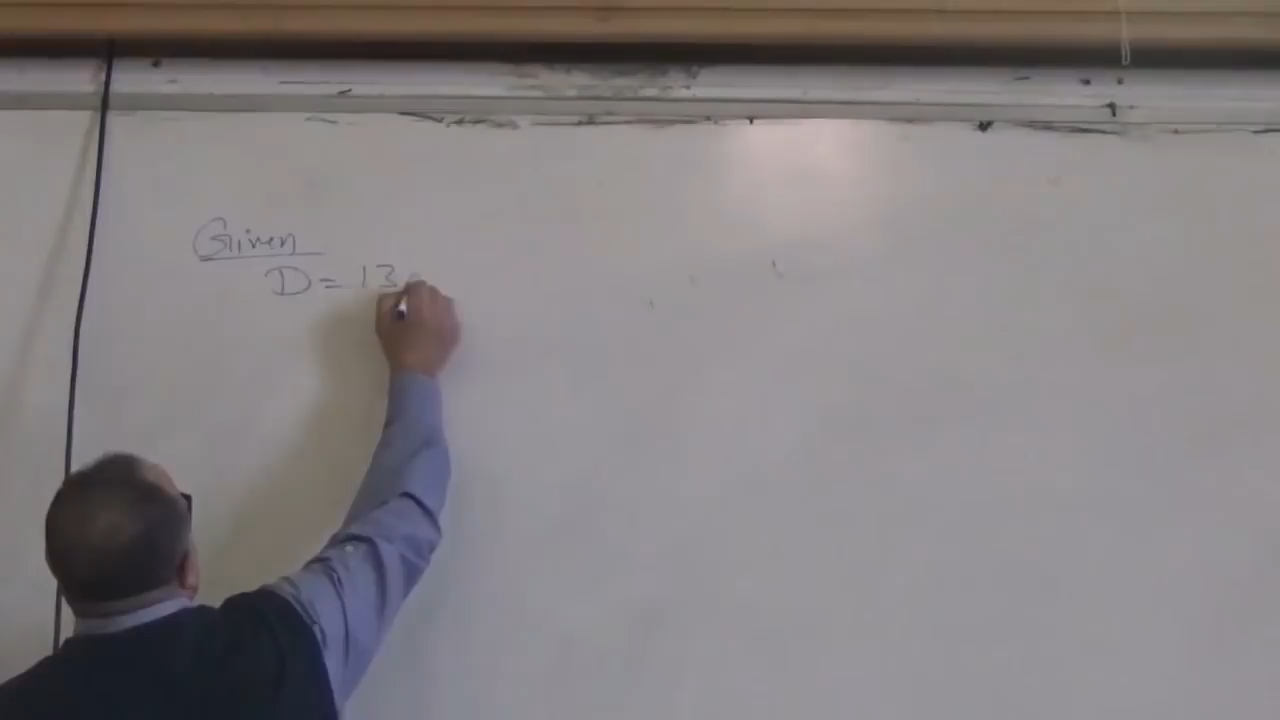 Given
D = 13